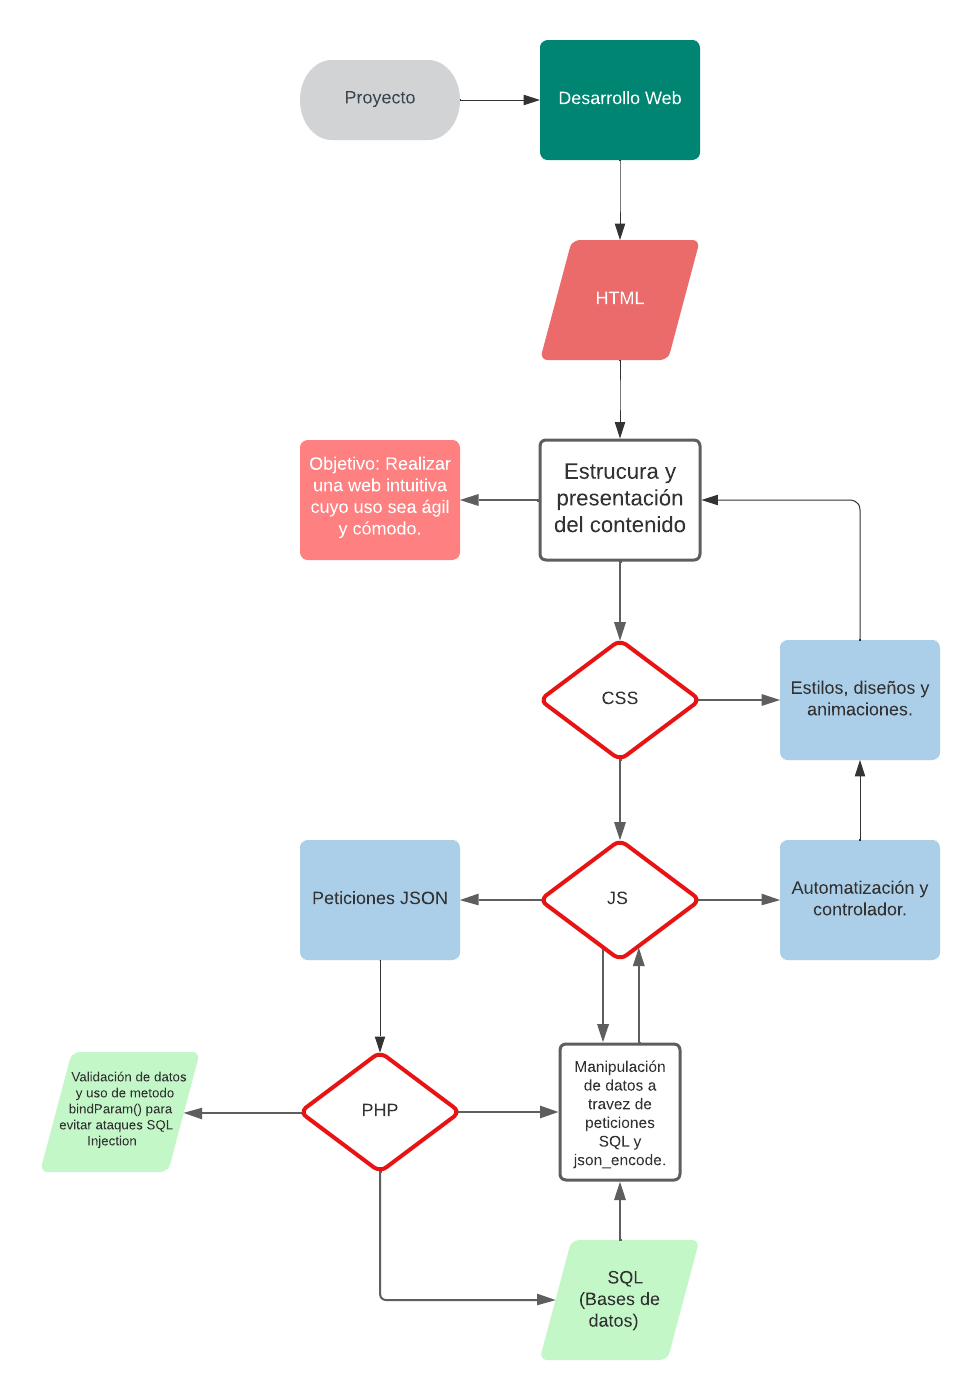 Proyecto
Desarrollo Web
HTML
Objetivo: Realizar
una web intuitiva
cuyo uso sea ágil
y cómodo.
Estrucura y
presentación
del contenido
CSS
Estilos, diseños y
animaciones.
Peticiones JSON
JS
Automatización y
controlador.
Validación de datos
y uso de metodo
bindParam() para
evitar ataques SQL
Injection
PHP
Manipulación
de datos a
travez de
peticiones
SQL y
json_encode.
SQL
(Bases de
datos)